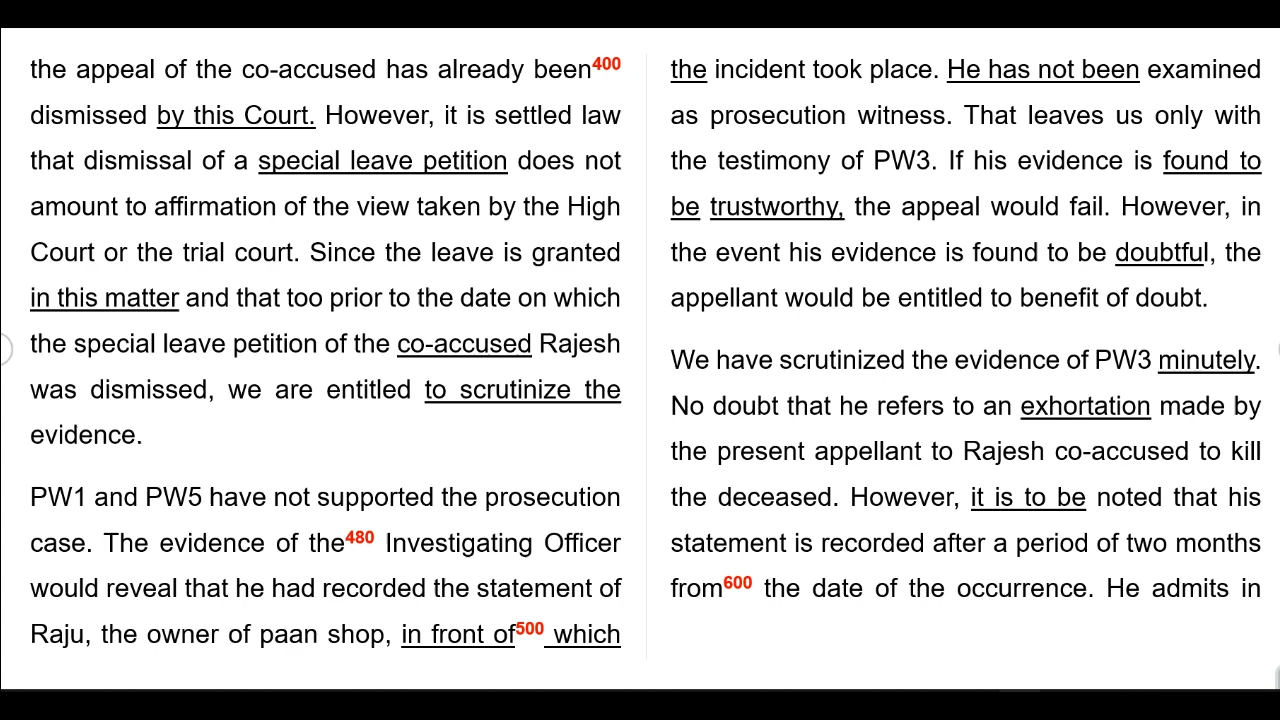 the appeal of the co-accused has already been400
dismissed by this Court. However, it is settled law
that dismissal of a special leave petition does not
amount to affirmation of the view taken by the High
Court or the trial court. Since the leave is granted
in this matter and that too prior to the date on which
the special leave petition of the co-accused Rajesh
was dismissed, we are entitled to scrutinize the
evidence.
PW1 and PW5 have not supported the prosecution
case. The evidence of the480 Investigating Officer
would reveal that he had recorded the statement of
Raju, the owner of paan shop, in front of500 which
the incident took place. He has not been examined
as prosecution witness. That leaves us only with
the testimony of PW3. If his evidence is found to
be trustworthy, the appeal would fail. However, in
the event his evidence is found to be doubtful, the
appellant would be entitled to benefit of doubt.
We have scrutinized the evidence of PW3 minutely.
No doubt that he refers to an exhortation made by
the present appellant to Rajesh co-accused to kill
the deceased. However, it is to be noted that his
statement is recorded after a period of two months
from600 the date of the occurrence. He admits in